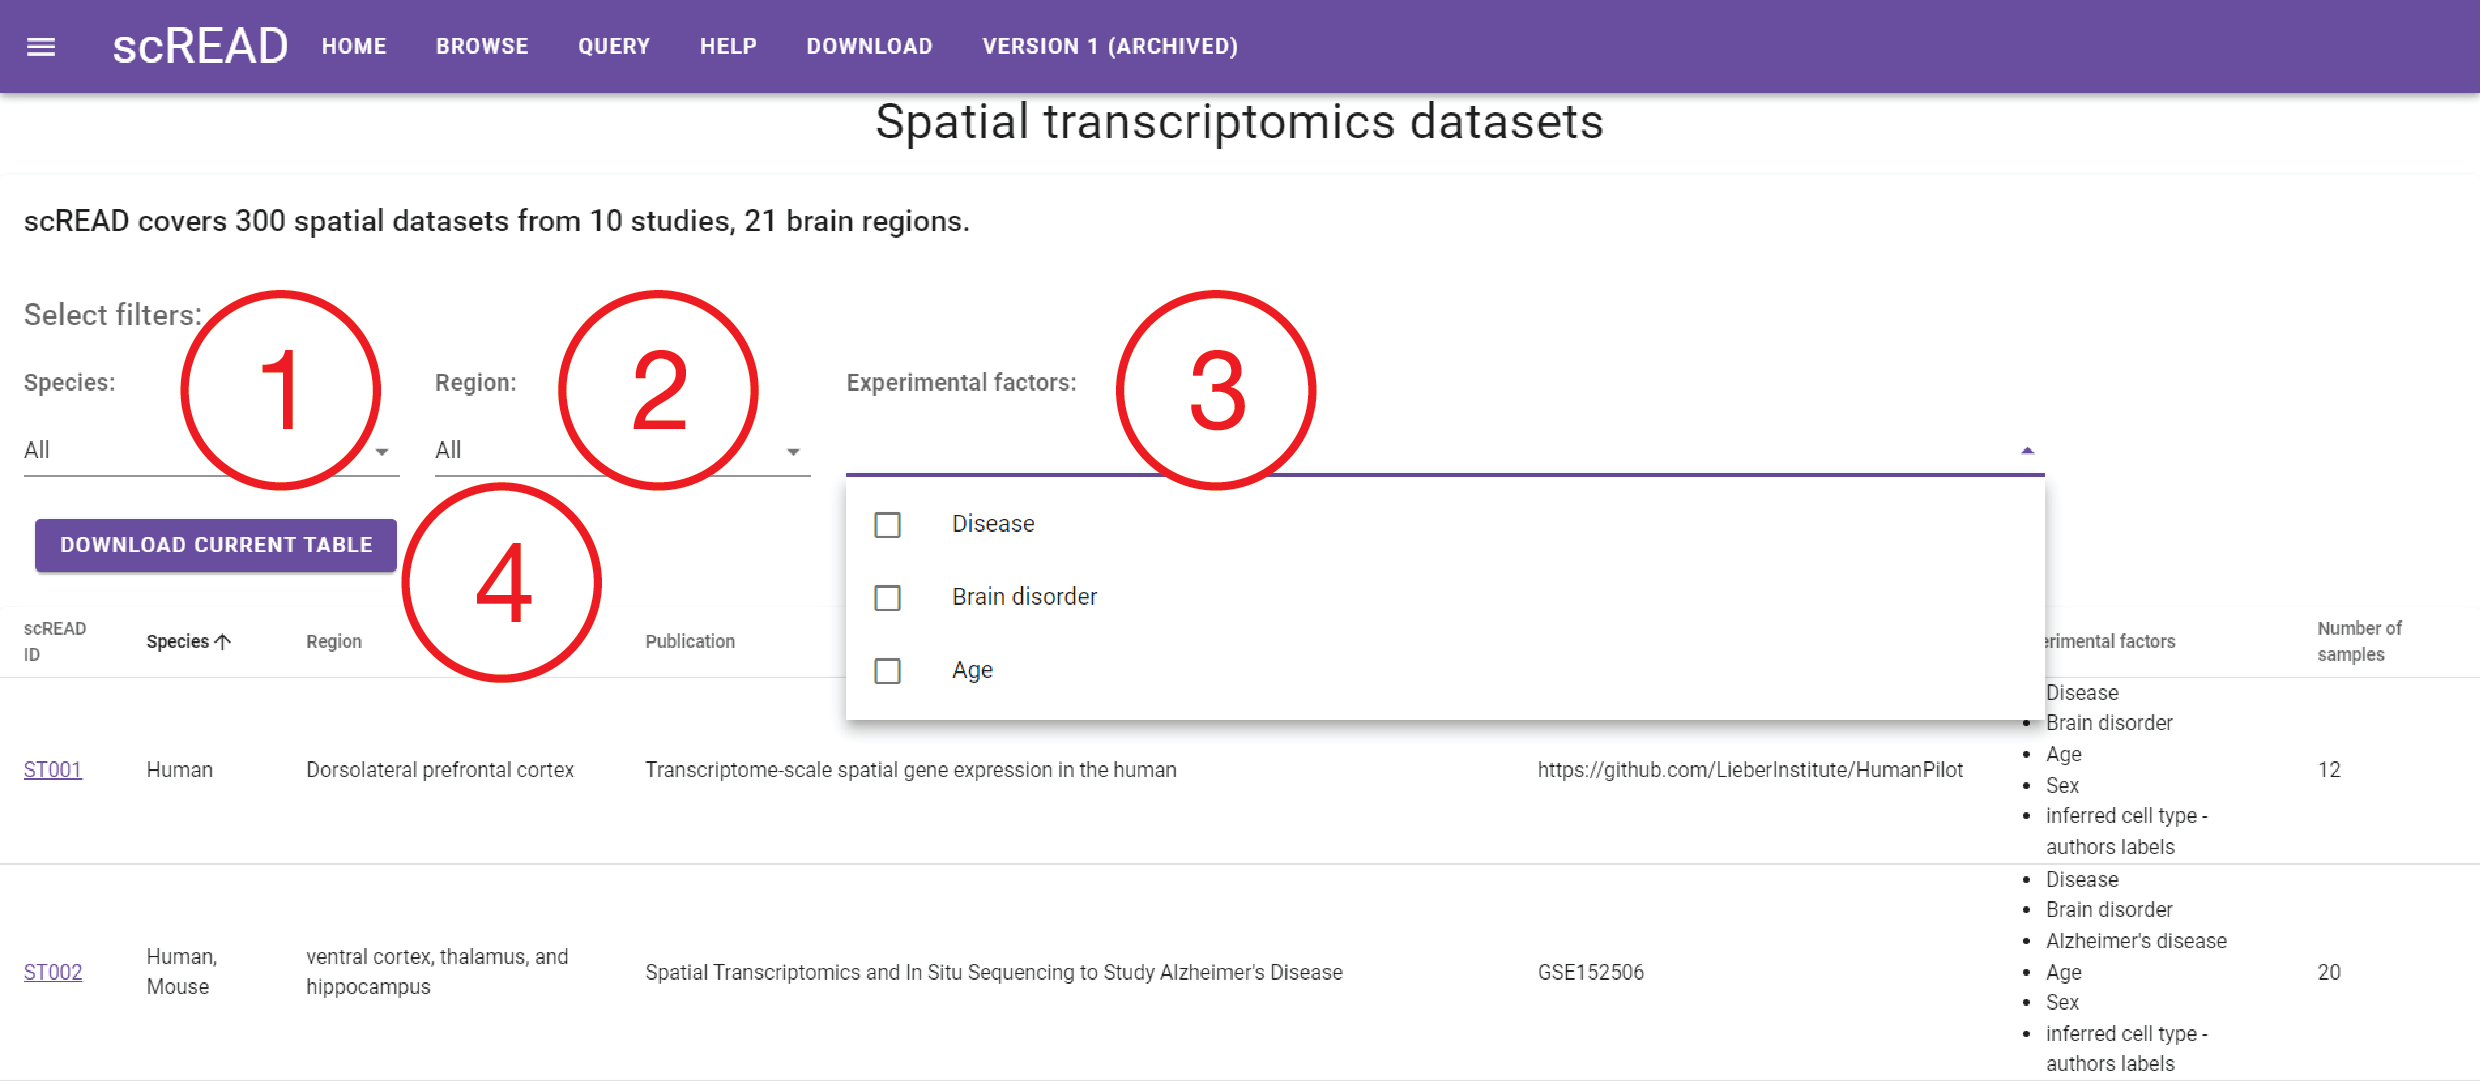 scREAD HOME BROWSE QUERY HELP DOWNLOAD VERSION 1 (ARCHIVED)
Spatial transcriptomics datasets
scREAD covers 300 spatial datasets from 10 studies, 21 brain regions.
Select filters:
Species:
1
Region:
2
Experimental factors:
3
All
All
DOWNLOAD CURRENT TABLE
4
Disease
Brain disorder
Age
scREAD
ID
Species
Region
Publication
erimental factors
Number of
samples
ST001
Human
Dorsolateral prefrontal cortex
Transcriptome-scale spatial gene expression in the human
https://github.com/LieberInstitute/HumanPilot
Disease
• Brain disorder
• Age
• Sex
• inferred cell type -
authors labels
12
ST002
Human,
Mouse
ventral cortex, thalamus, and
hippocampus
Spatial Transcriptomics and In Situ Sequencing to Study Alzheimer's Disease
GSE152506
• Disease
• Brain disorder
• Alzheimer's disease
• Age
• Sex
• inferred cell type -
authors labels
20